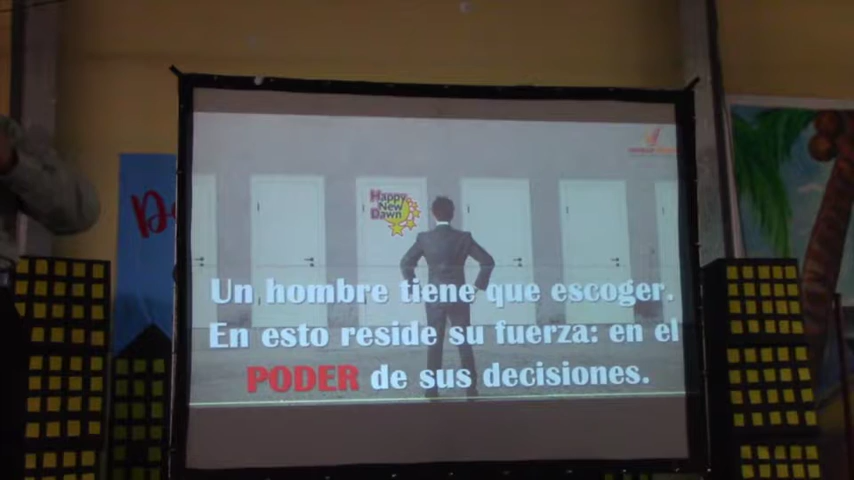 Happy
New
Dawn
Un hombre tiene que escoger.
En esto reside su fuerza: en el
PODER de sus decisiones.